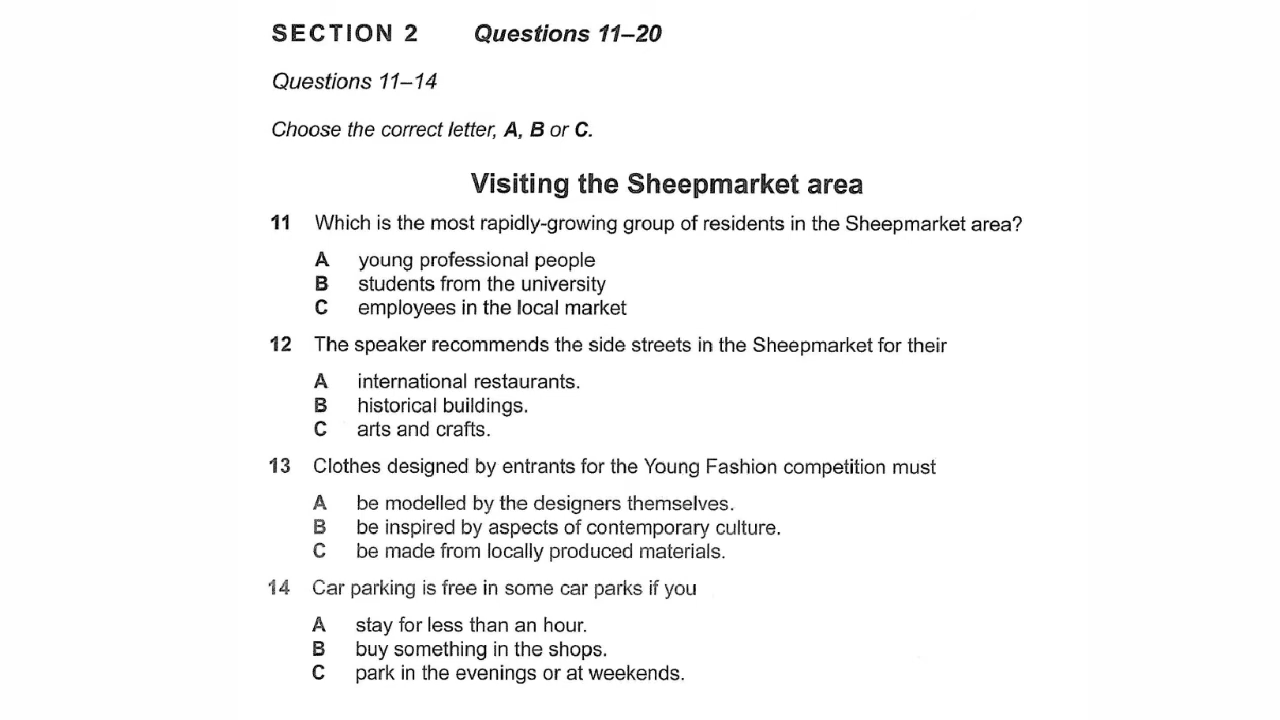 SECTION 2 Questions 11–20
Questions 11–14
Choose the correct letter, A, B or C.
Visiting the Sheepmarket area
11 Which is the most rapidly-growing group of residents in the Sheepmarket area?
A young professional people
B students from the university
C employees in the local market
12 The speaker recommends the side streets in the Sheepmarket for their
A international restaurants.
B historical buildings.
C arts and crafts.
13 Clothes designed by entrants for the Young Fashion competition must
A be modelled by the designers themselves.
B be inspired by aspects of contemporary culture.
C be made from locally produced materials.
14 Car parking is free in some car parks if you
A stay for less than an hour.
B buy something in the shops.
C park in the evenings or at weekends.